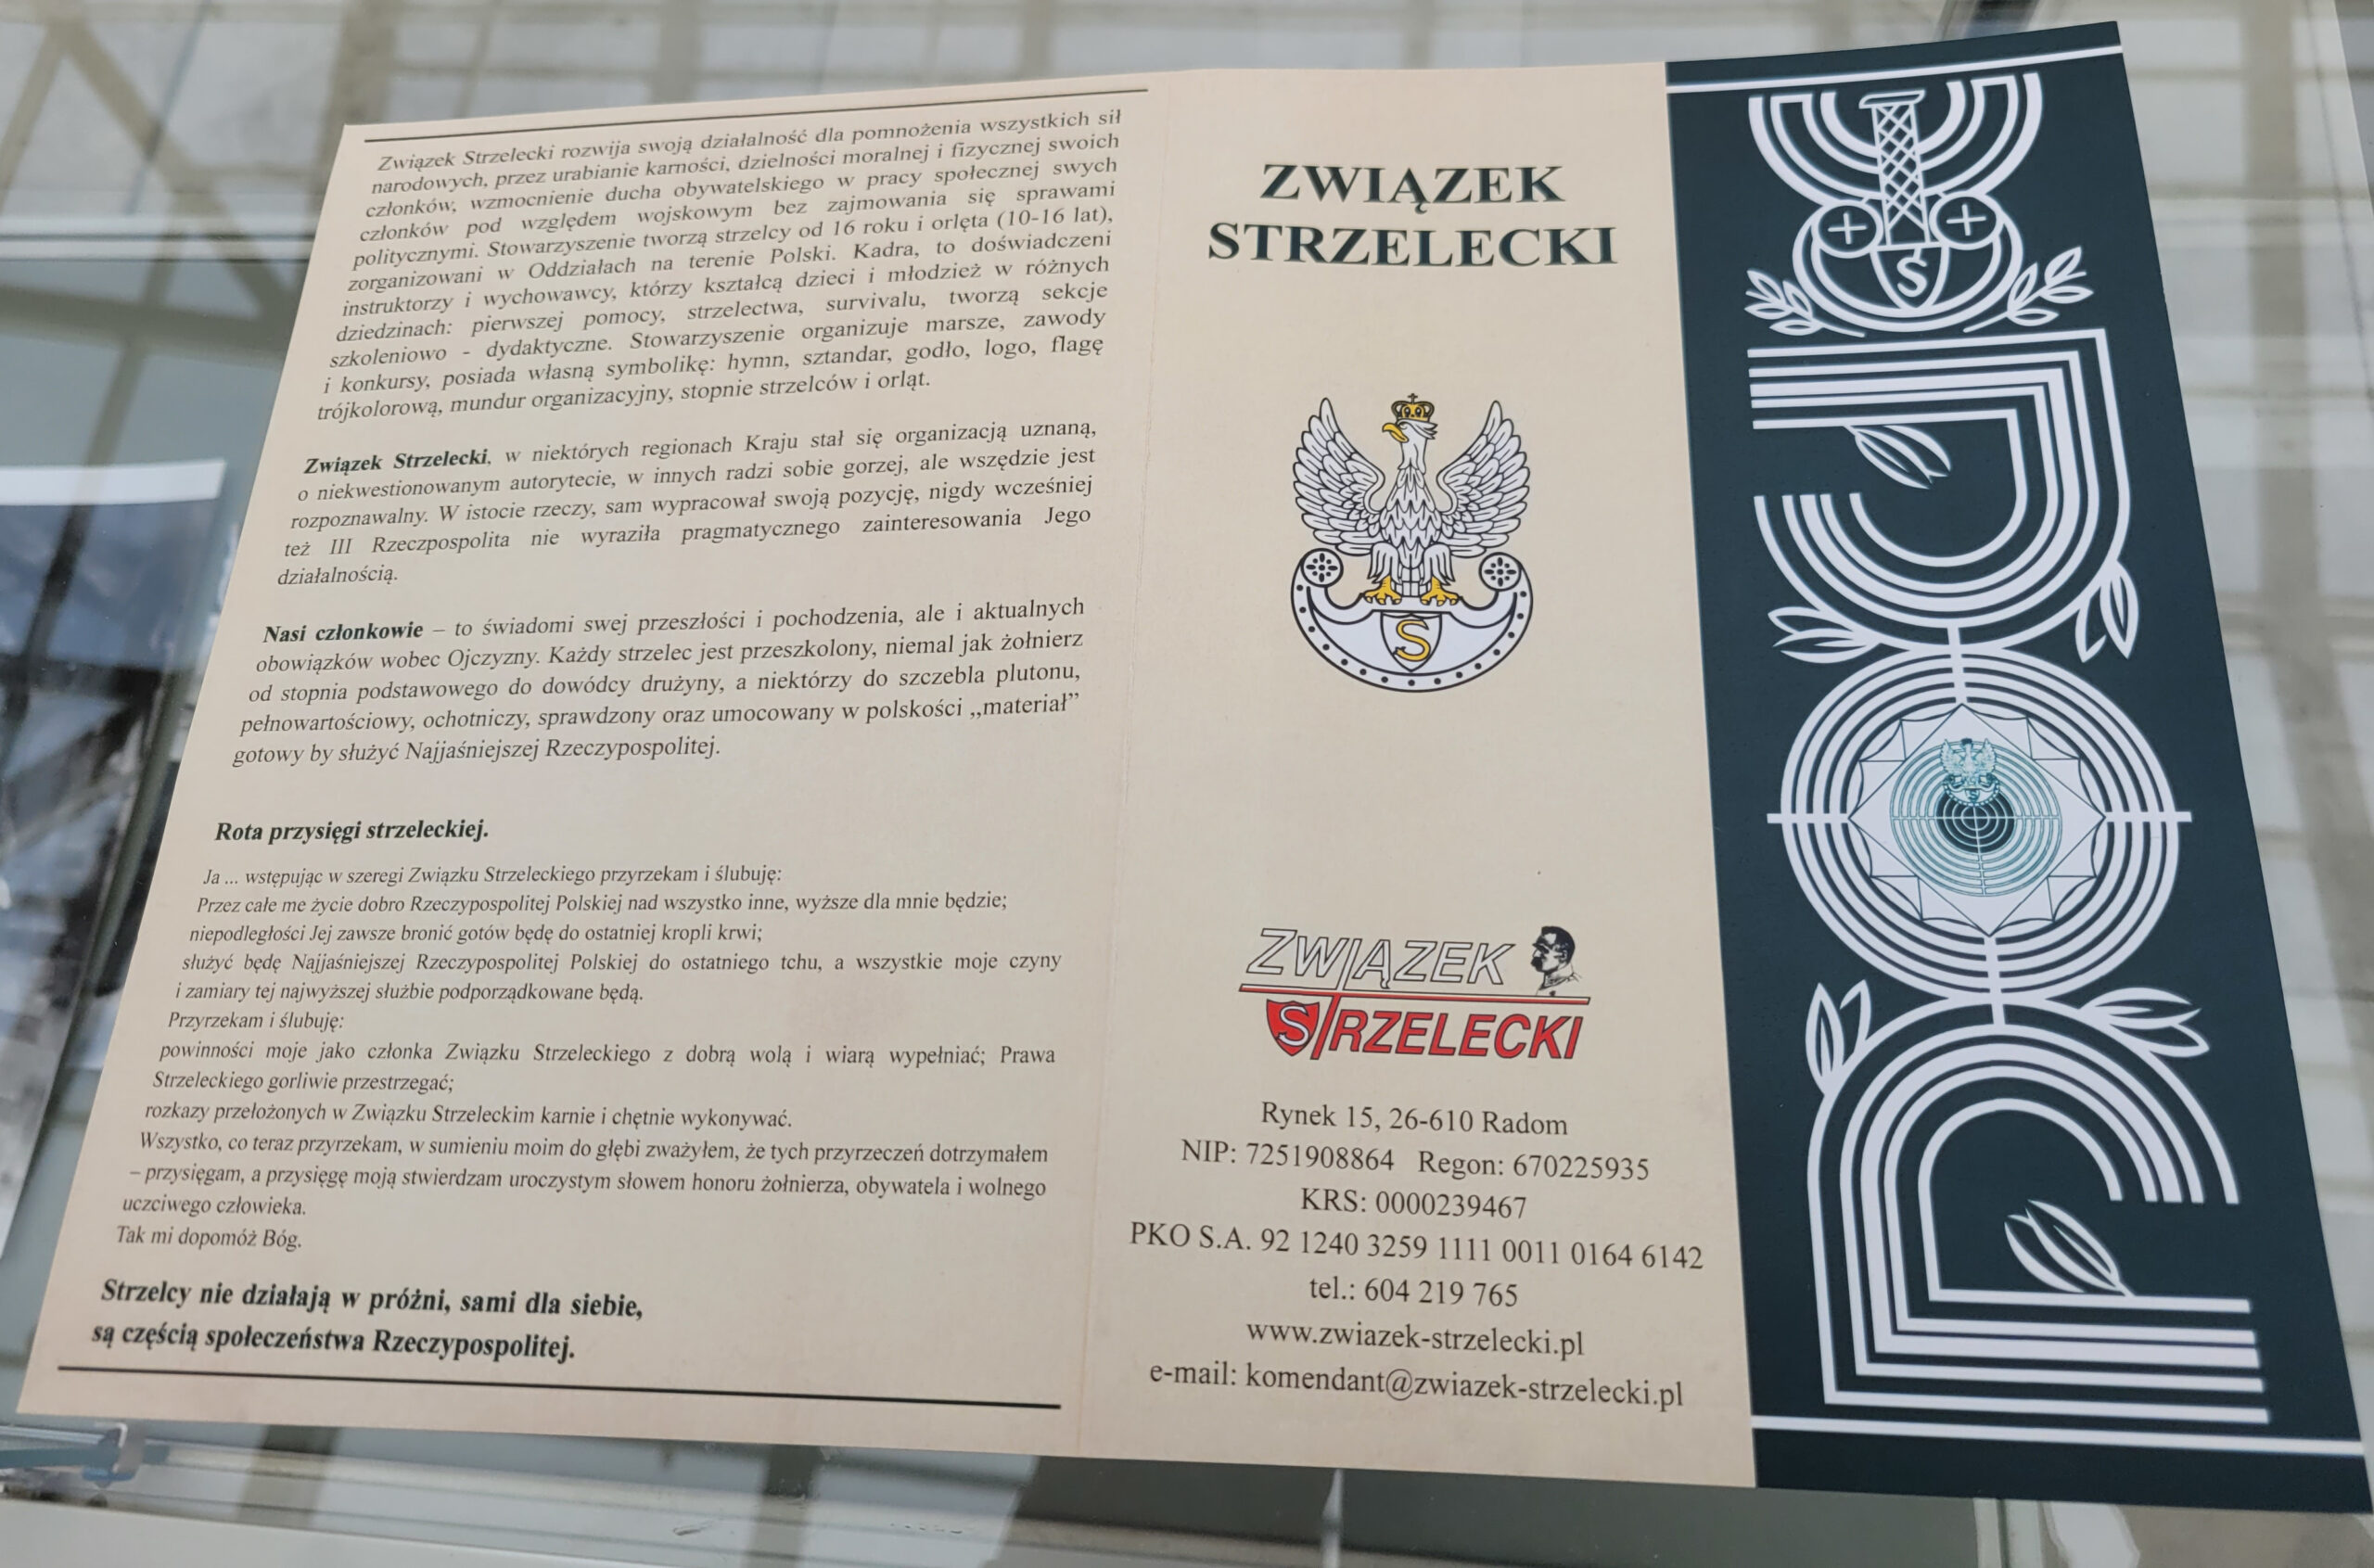 Związek Strzelecki rozwija swoją działalność dla pomnożenia wszystkich sił
narodowych, przez urabianie karności, dzielności moralnej i fizycznej swoich
członków, wzmocnienie ducha obywatelskiego w pracy społecznej swych
członków pod względem wojskowym bez zajmowania się sprawami
politycznymi. Stowarzyszenie tworzą strzelcy od 16 roku i orlęta (10-16 lat),
zorganizowani w Oddziałach na terenie Polski. Kadra, to doświadczeni
instruktorzy i wychowawcy, którzy kształcą dzieci i młodzież w różnych
dziedzinach: pierwszej pomocy, strzelectwa, survivalu, tworzą sekcje
szkoleniowo - dydaktyczne. Stowarzyszenie organizuje marsze, zawody
i konkursy, posiada własną symbolikę: hymn, sztandar, godło, logo, flagę
trójkolorową, mundur organizacyjny, stopnie strzelców i orląt.
Związek Strzelecki, w niektórych regionach Kraju stał się organizacją uznaną,
o niekwestionowanym autorytecie, w innych radzi sobie gorzej, ale wszędzie jest
rozpoznawalny. W istocie rzeczy, sam wypracował swoją pozycję, nigdy wcześniej
też III Rzeczpospolita nie wyraziła pragmatycznego zainteresowania Jego
działalnością.
Nasi członkowie – to świadomi swej przeszłości i pochodzenia, ale i aktualnych
obowiązków wobec Ojczyzny. Każdy strzelec jest przeszkolony, niemal jak żołnierz
od stopnia podstawowego do dowódcy drużyny, a niektórzy do szczebla plutonu,
pełnowartościowy, ochotniczy, sprawdzony oraz umocowany w polskości ,,materiał”
gotowy by służyć Najjaśniejszej Rzeczypospolitej.
Rota przysięgi strzeleckiej.
Ja ... wstępując w szeregi Związku Strzeleckiego przyrzekam i ślubuję:
Przez całe me życie dobro Rzeczypospolitej Polskiej nad wszystko inne, wyższe dla mnie będzie;
niepodległości Jej zawsze bronić gotów będę do ostatniej kropli krwi;
służyć będę Najjaśniejszej Rzeczypospolitej Polskiej do ostatniego tchu, a wszystkie moje czyny
i zamiary tej najwyższej służbie podporządkowane będą.
Przyrzekam i ślubuję:
powinności moje jako członka Związku Strzeleckiego z dobrą wolą i wiarą wypełniać; Prawa
Strzeleckiego gorliwie przestrzegać;
rozkazy przełożonych w Związku Strzeleckim karnie i chętnie wykonywać.
Wszystko, co teraz przyrzekam, w sumieniu moim do głębi zważyłem, że tych przyrzeczeń dotrzymałem
– przysięgam, a przysięgę moją stwierdzam uroczystym słowem honoru żołnierza, obywatela i wolnego
uczciwego człowieka.
Tak mi dopomóż Bóg.
Strzelcy nie działają w próżni, sami dla siebie,
są częścią społeczeństwa Rzeczypospolitej.
ZWIĄZEK
STRZELECKI
S
ZWIĄZEK
STRZELECKI
Rynek 15, 26-610 Radom
NIP: 7251908864 Regon: 670225935
KRS: 0000239467
PKO S.A. 92 1240 3259 1111 0011 0164 6142
tel.: 604 219 765
www.zwiazek-strzelecki.pl
e-mail: komendant@zwiazek-strzelecki.pl
S